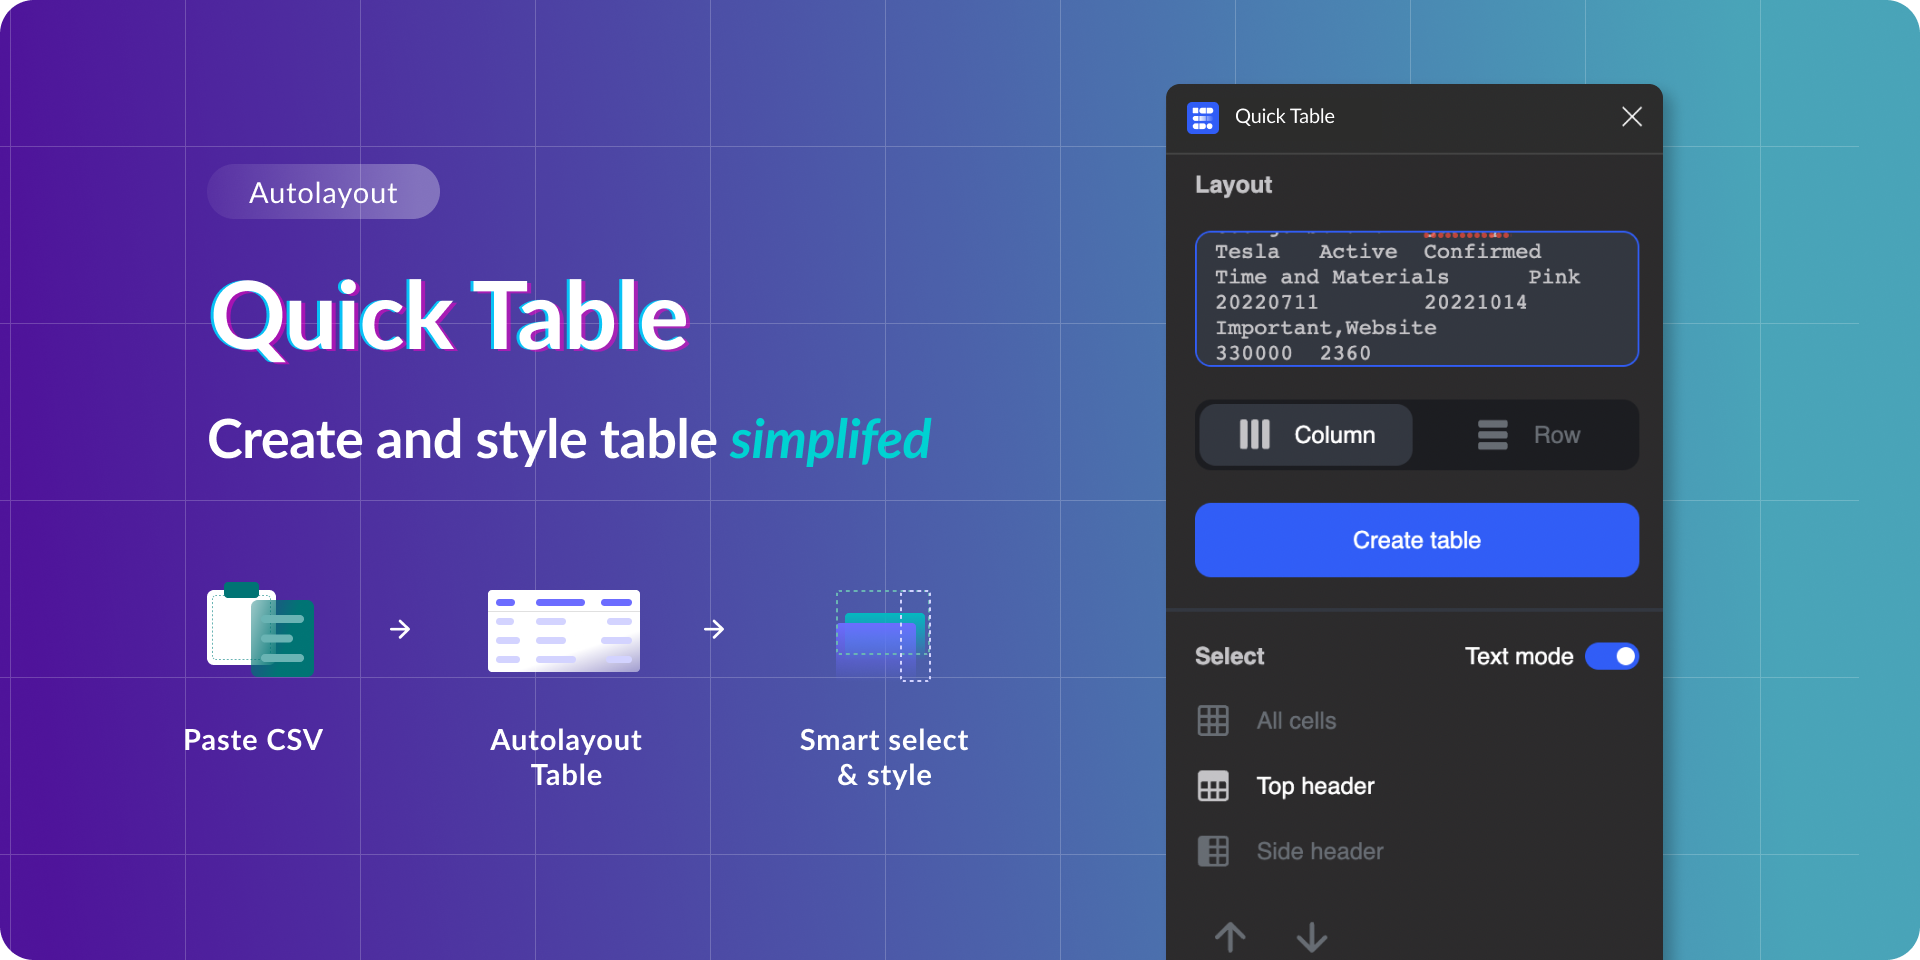 Autolayout
Quick Table
Create and style table simplifed
Paste CSV
Autolayout
Table
Smart select
& style
Quick Table
Layout
Tesla Active Confirmed
Time and Materials Pink
20220711 20221014
Important,Website
330000 2360
Column
Row
Create table
Select
Text mode
All cells
Top header
Side header